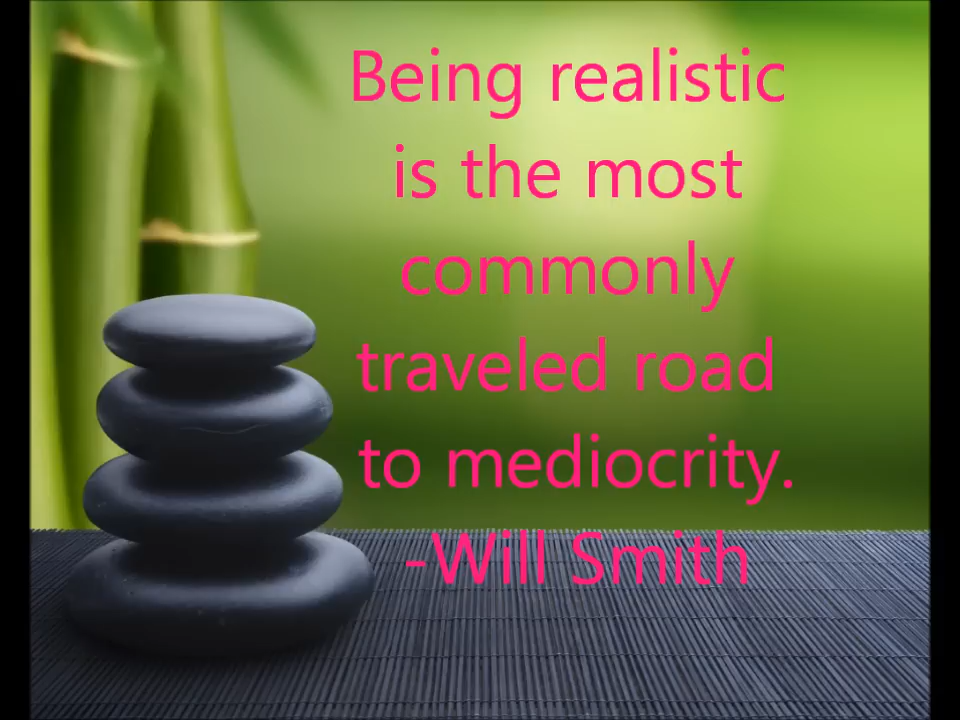 Being realistic
is the most
commonly
traveled road
to mediocrity.
-Will Smith